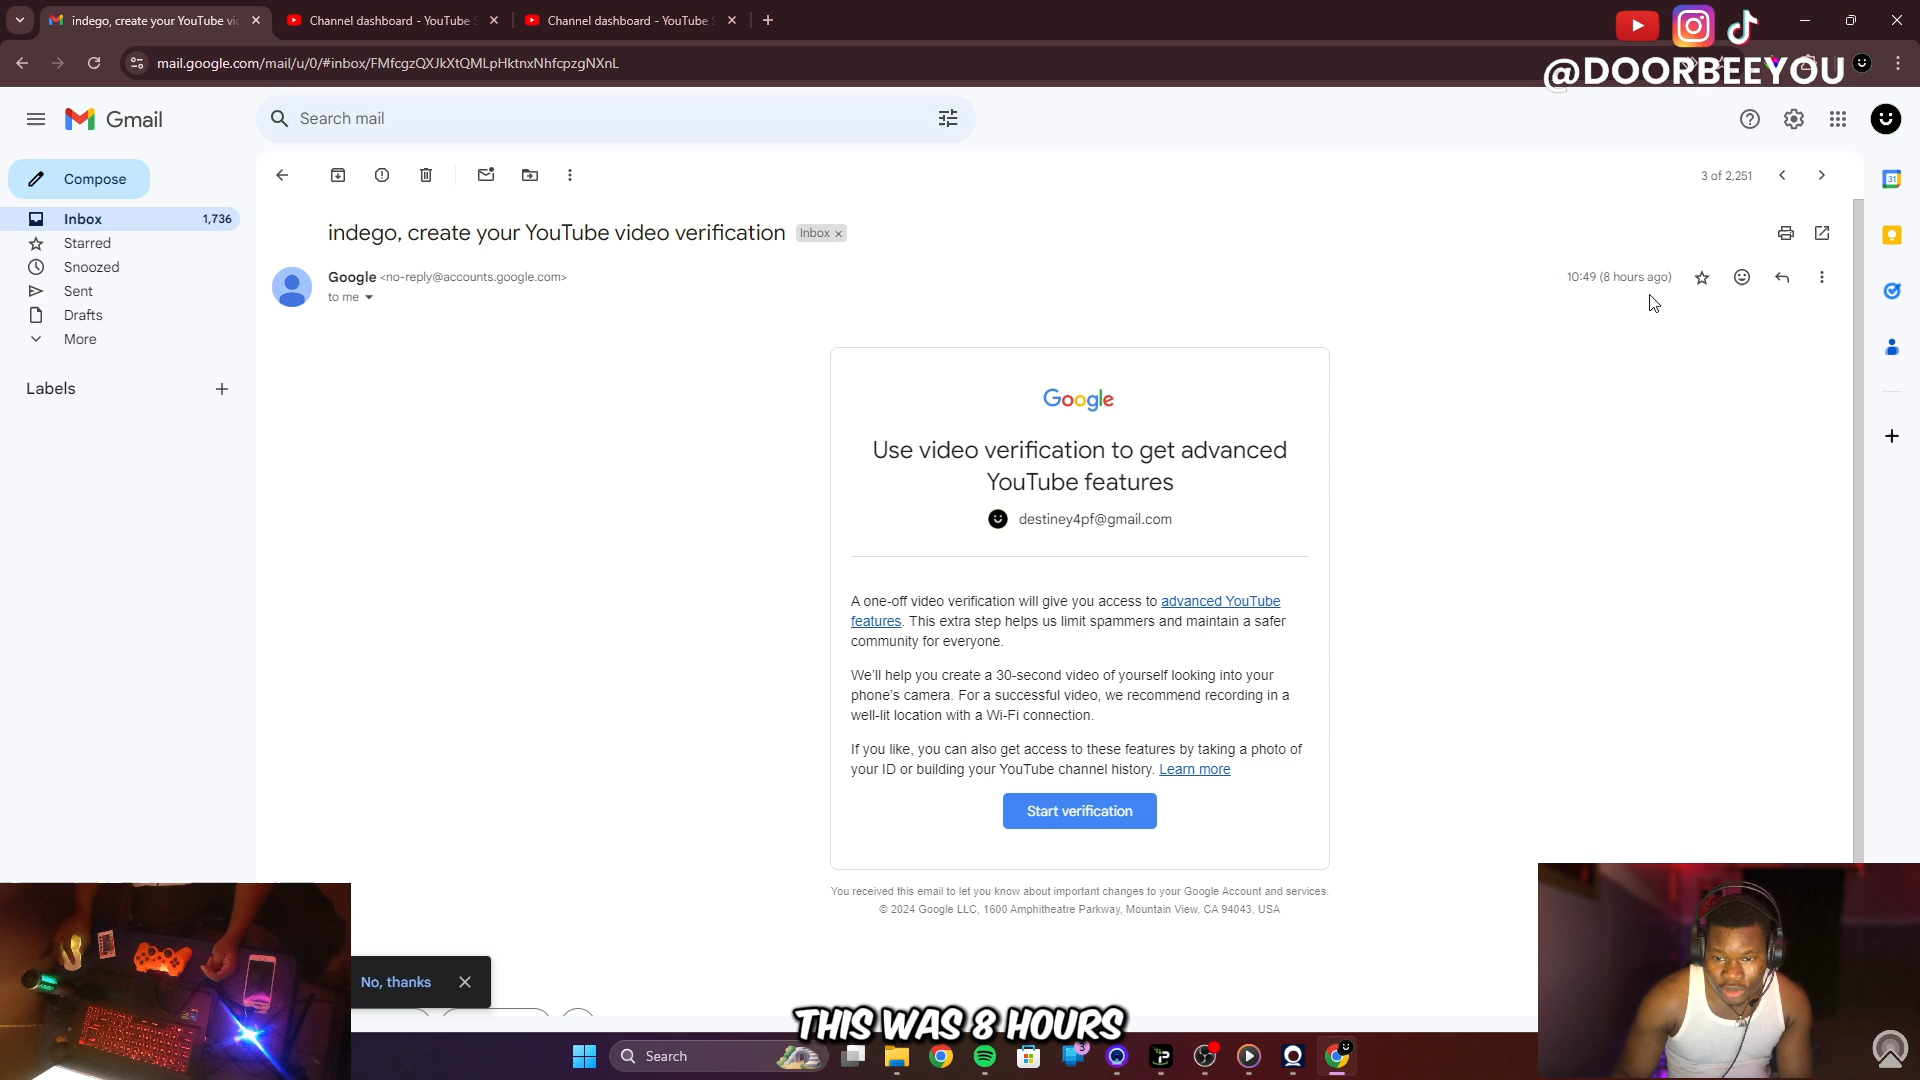 indego, create your YouTube vi
Channel dashboard - YouTube S
Channel dashboard - YouTube S
mail.google.com/mail/u/0/#inbox/FMfcgzQXJkXtQMLpHktnxNhfcpzgNXnL
@DOORBEEYOU
Gmail
Search mail
Compose
3 of 2,251
31
Inbox 1,736
Starred
Snoozed
Sent
Drafts
More
Labels
indego, create your YouTube video verification Inbox ×
Google <no-reply@accounts.google.com>
10:49 (8 hours ago)
to me
Google
Use video verification to get advanced
YouTube features
destiney4pf@gmail.com
A one-off video verification will give you access to advanced YouTube
features. This extra step helps us limit spammers and maintain a safer
community for everyone.
We'll help you create a 30-second video of yourself looking into your
phone's camera. For a successful video, we recommend recording in a
well-lit location with a Wi-Fi connection.
If you like, you can also get access to these features by taking a photo of
your ID or building your YouTube channel history. Learn more
Start verification
You received this email to let you know about important changes to your Google Account and services.
© 2024 Google LLC, 1600 Amphitheatre Parkway, Mountain View, CA 94043, USA
No, thanks
THIS WAS 8 HOURS
Search
3